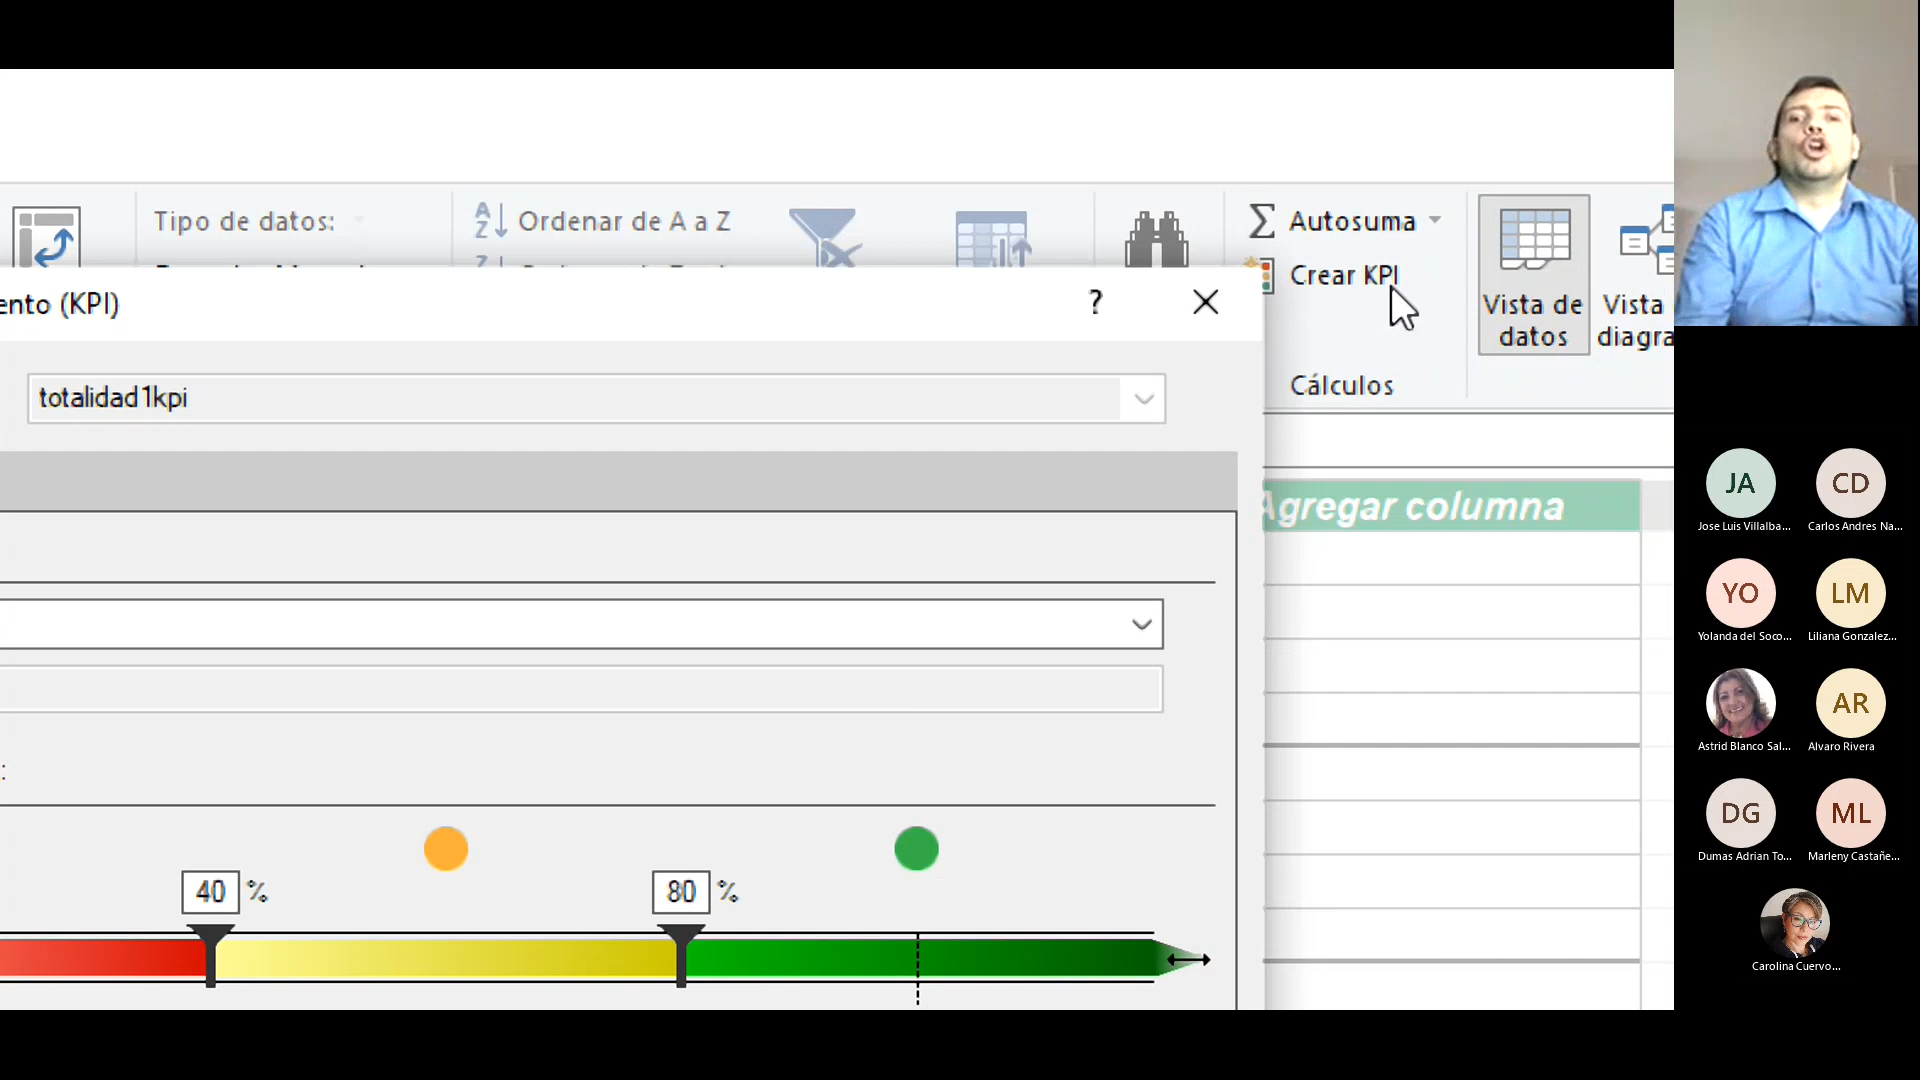 Tipo de datos:
Ordenar de A a Z
Autosuma
Crear KPI
Vista de
datos
Vista
diagra
Cálculos
ento (KPI)
?
totalidad1kpi
Agregar columna
:
40 %
80 %
JA
Jose Luis Villalba...
CD
Carlos Andres Na...
YO
Yolanda del Soco...
LM
Liliana Gonzalez...
Astrid Blanco Sal...
AR
Alvaro Rivera
DG
Dumas Adrian To...
ML
Marleny Castañe...
Carolina Cuervo...